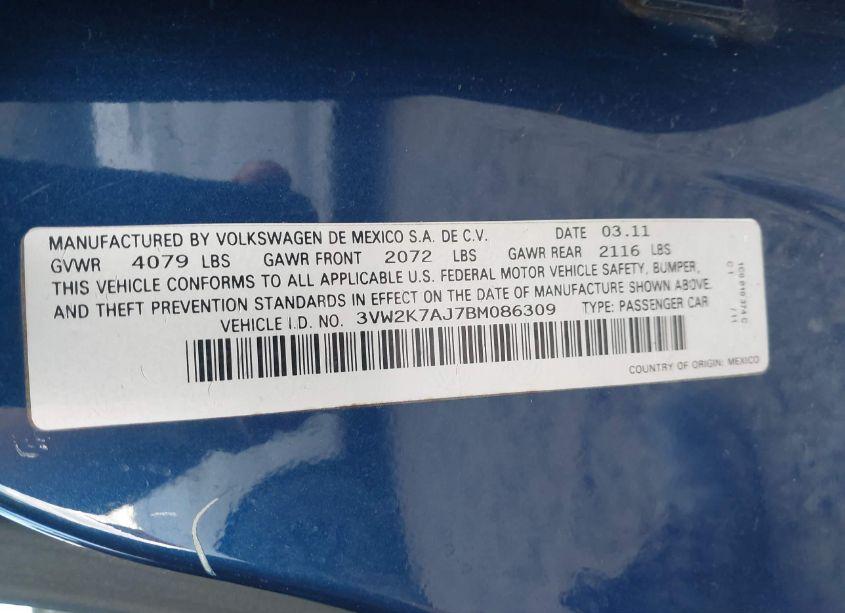 MANUFACTURED BY VOLKSWAGEN DE MEXICO S.A. DE C.V. DATE 03.11
GVWR 4079 LBS GAWR FRONT 2072 LBS GAWR REAR 2116 LBS
THIS VEHICLE CONFORMS TO ALL APPLICABLE U.S. FEDERAL MOTOR VEHICLE SAFETY, BUMPER,
AND THEFT PREVENTION STANDARDS IN EFFECT ON THE DATE OF MANUFACTURE SHOWN ABOVE.
VEHICLE I.D. NO. 3VW2K7AJ7BM086309 TYPE: PASSENGER CAR
COUNTRY OF ORIGIN: MEXICO